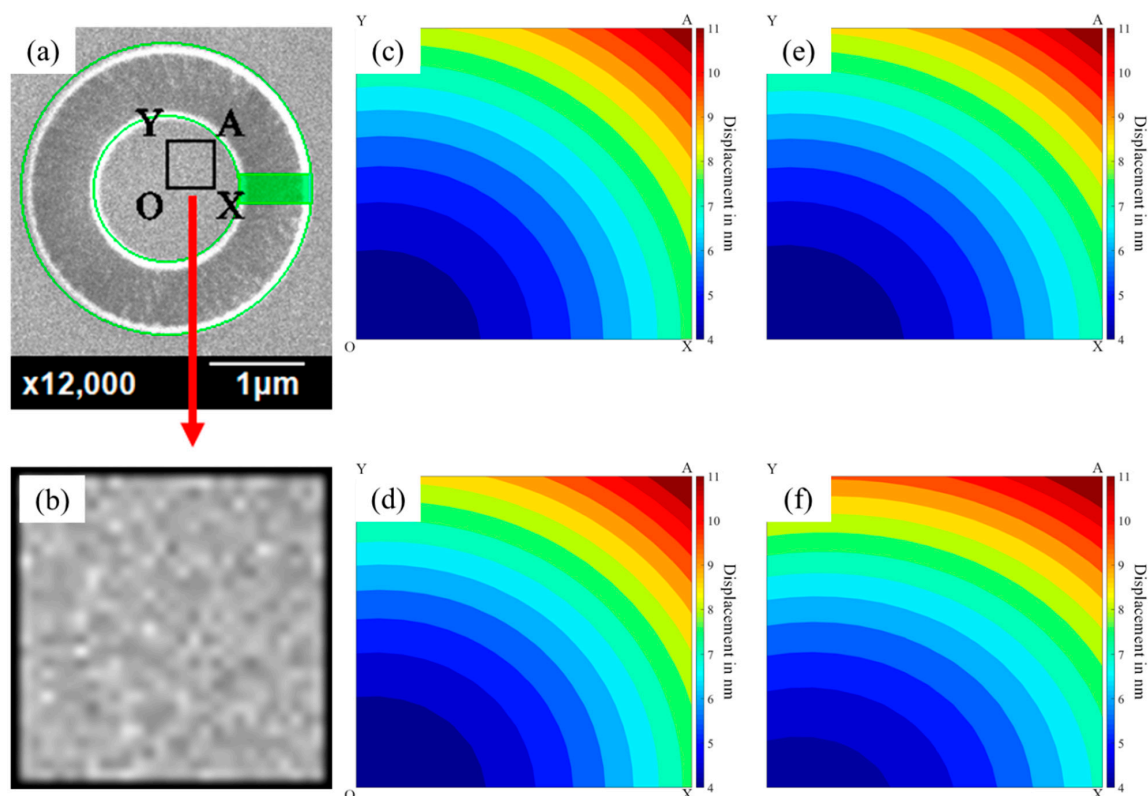 (a)
Y A
O X
x12,000 1µm
(b)
Y A
(c)
11
10
9
8
7
6
5
4
Displacement in nm
O X
Y A
(d)
11
10
9
8
7
6
5
4
Displacement in nm
O X
A
(e)
11
10
9
8
7
6
5
4
Displacement in nm
X
Y A
(f)
11
10
9
8
7
6
5
4
Displacement in nm
X